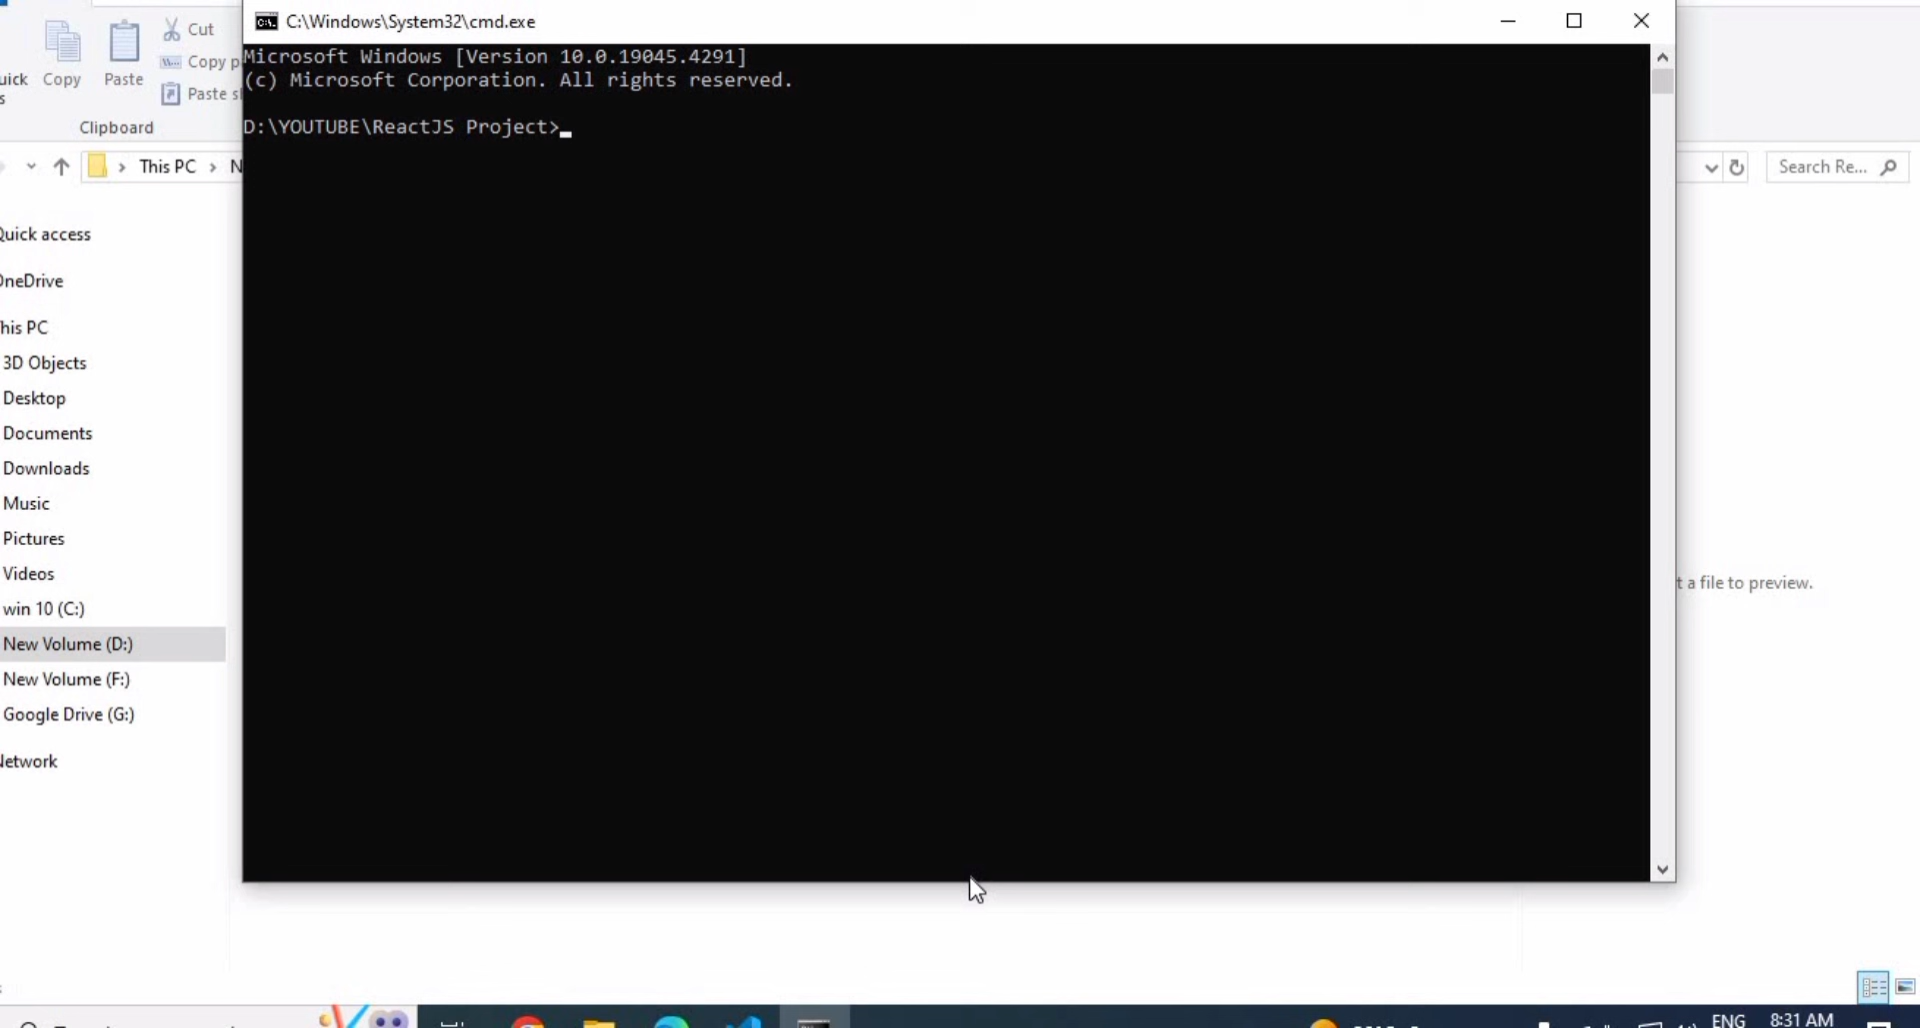 C:\Windows\System32\cmd.exe
Microsoft Windows [Version 10.0.19045.4291]
(c) Microsoft Corporation. All rights reserved.
D:\YOUTUBE\ReactJS Project>
Cut
Copy
Paste
Clipboard
This PC
Search Re...
Quick access
OneDrive
This PC
3D Objects
Desktop
Documents
Downloads
Music
Pictures
Videos
win 10 (C:)
New Volume (D:)
New Volume (F:)
Google Drive (G:)
Network
t a file to preview.
ENG
8:31 AM